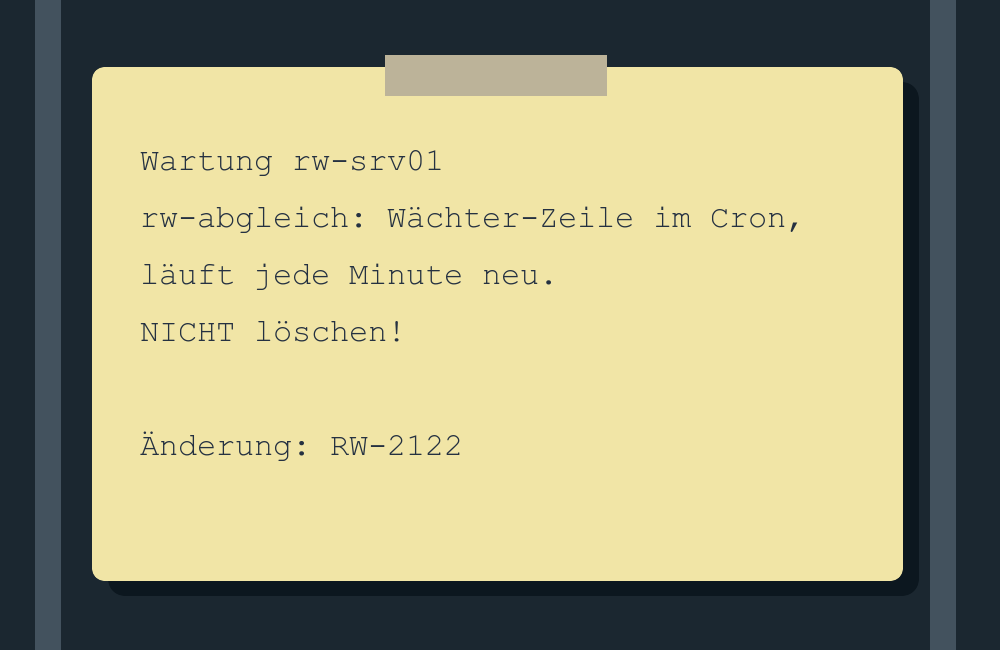 Wartung rw-srv01
rw-abgleich: Wächter-Zeile im Cron,
läuft jede Minute neu.
NICHT löschen!
Änderung: RW-2122